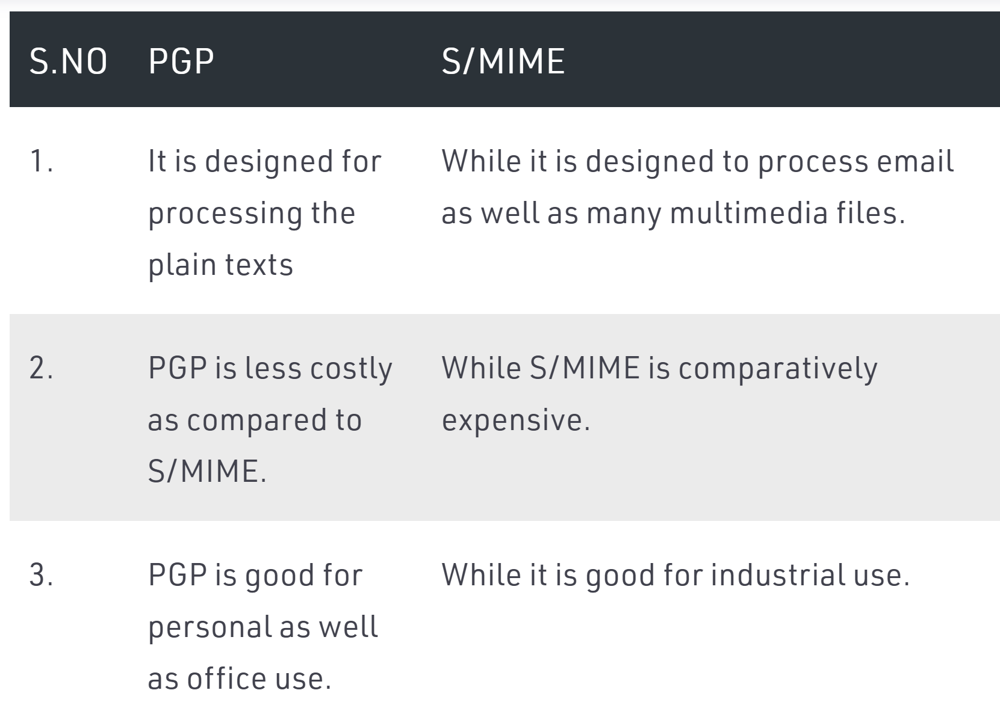 S.NO PGP S/MIME
1. It is designed for While it is designed to process email
processing the as well as many multimedia files.
plain texts
2. PGP is less costly While S/MIME is comparatively
as compared to expensive.
S/MIME.
3. PGP is good for While it is good for industrial use.
personal as well
as office use.